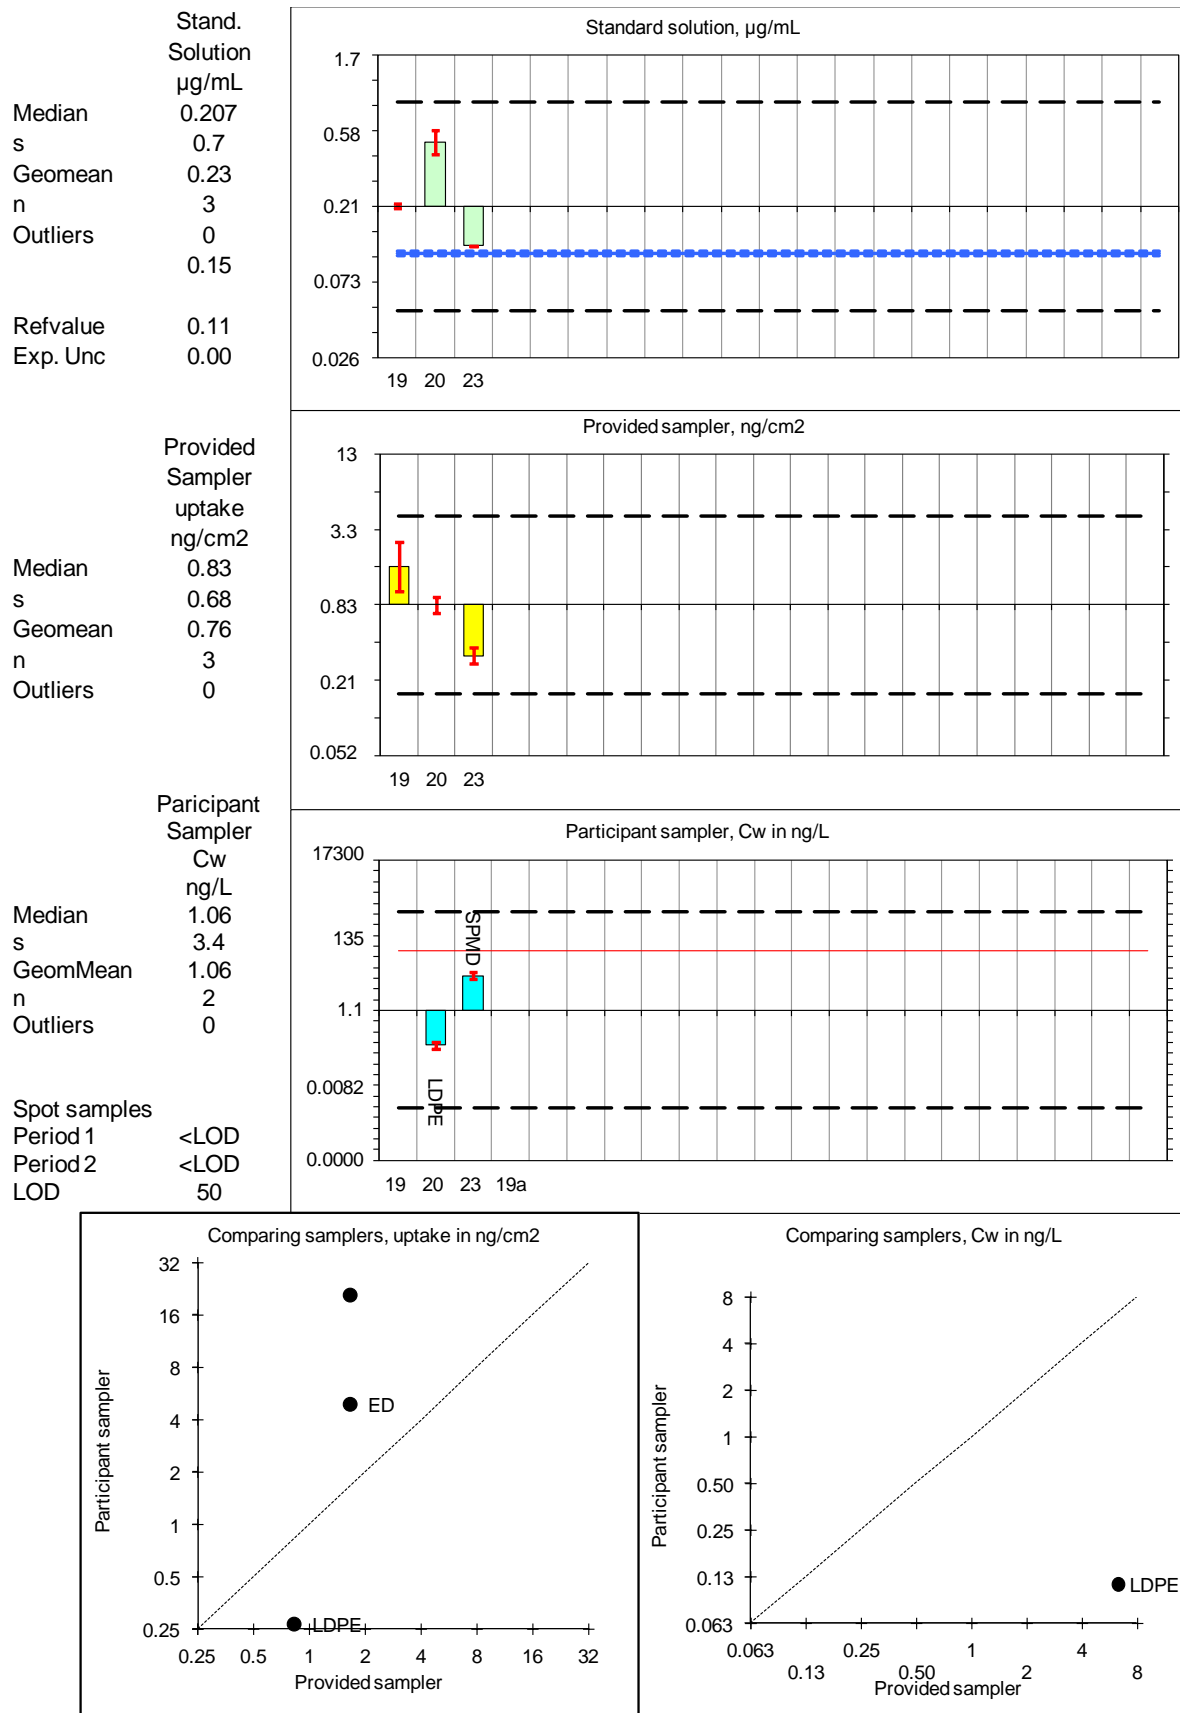 Stand.
Solution
µg/mL
Median 0.207
s 0.7
Geomean 0.23
n 3
Outliers 0
0.15
Refvalue 0.11
Exp. Unc 0.00
Standard solution, µg/mL
1.7
0.58
0.21
0.073
0.026
19 20 23
Provided
Sampler
uptake
ng/cm2
Median 0.83
s 0.68
Geomean 0.76
n 3
Outliers 0
Provided sampler, ng/cm2
13
3.3
0.83
0.21
0.052
19 20 23
Paricipant
Sampler
Cw
ng/L
Median 1.06
s 3.4
GeomMean 1.06
n 2
Outliers 0
Spot samples
Period 1 <LOD
Period 2 <LOD
LOD 50
Participant sampler, Cw in ng/L
17300
135
1.1
0.0082
0.0000
SPMD
LDPE
19 20 23 19a
Comparing samplers, uptake in ng/cm2
Participant sampler
32
16
8
4
2
1
0.5
0.25
ED
LDPE
0.25 0.5 1 2 4 8 16 32
Provided sampler
Comparing samplers, Cw in ng/L
Participant sampler
8
4
2
1
0.50
0.25
0.13
0.063
LDPE
0.063 0.25 1 4
0.13 0.50 2 8
Provided sampler